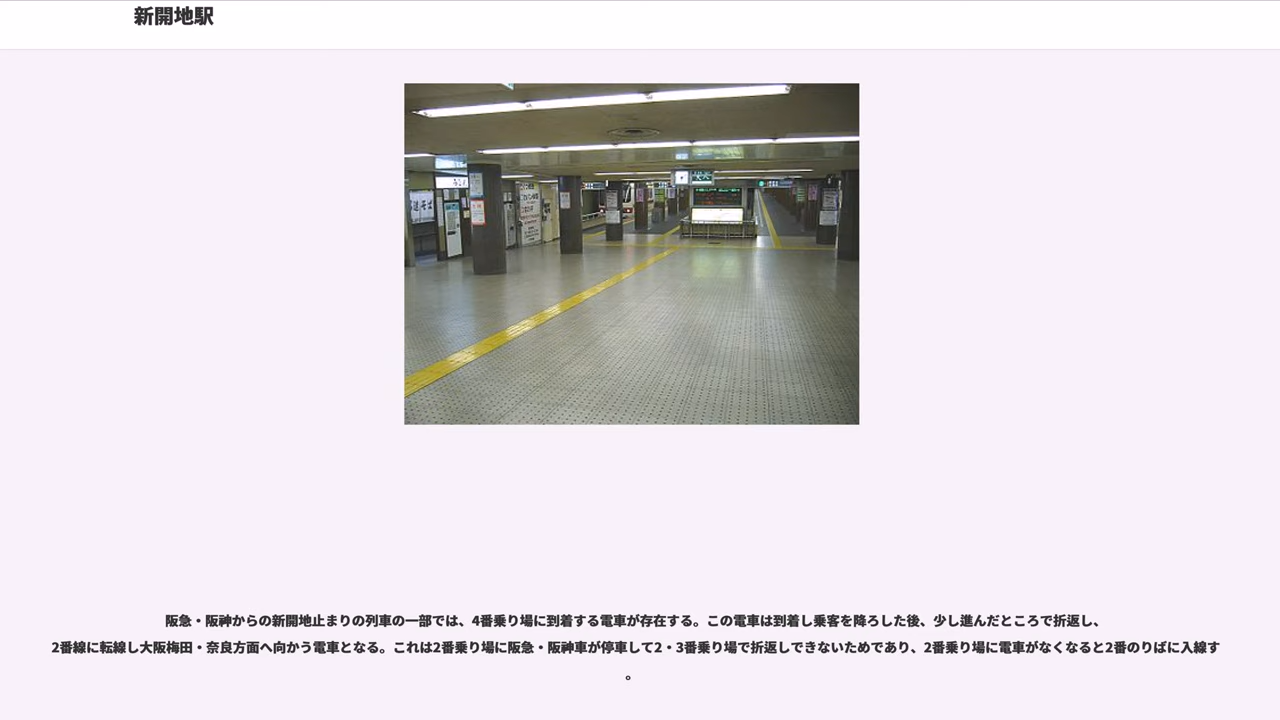 新開地駅
阪急・阪神からの新開地止まりの列車の一部では、4番乗り場に到着する電車が存在する。この電車は到着し乗客を降ろした後、少し進んだところで折返し、
2番線に転線し大阪梅田・奈良方面へ向かう電車となる。これは2番乗り場に阪急・阪神車が停車して2・3番乗り場で折返しできないためであり、2番乗り場に電車がなくなると2番のりばに入線す
。